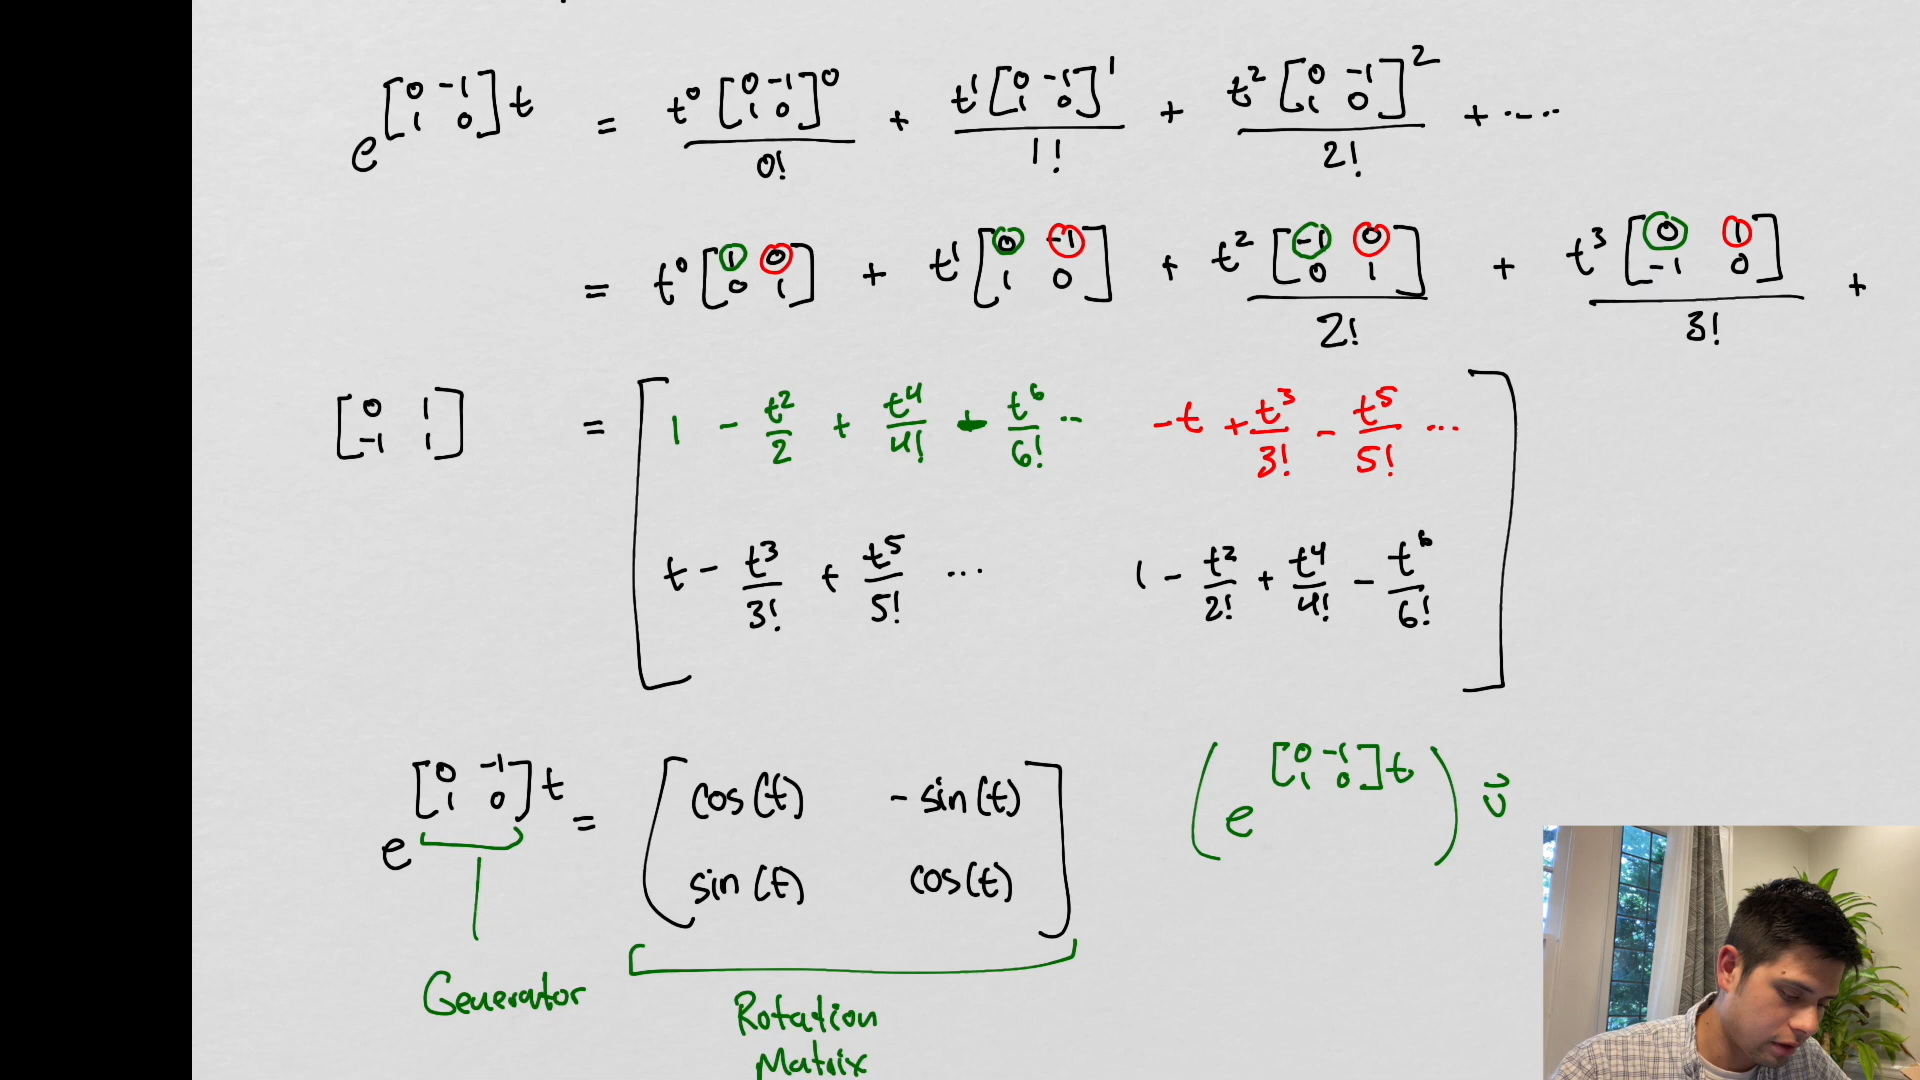 e^[0 -1; 1 0]t = t^0 [0 -1; 1 0]^0 / 0! + t^1 [0 -1; 1 0]^1 / 1! + t^2 [0 -1; 1 0]^2 / 2! + ....
= t^0 [1 0; 0 1] + t^1 [0 -1; 1 0] + t^2 [-1 0; 0 1] / 2! + t^3 [0 1; -1 0] / 3! +
[0 1; -1 1] = [1 - t^2/2 + t^4/4! - t^6/6! .. -t + t^3/3! - t^5/5! ...
t - t^3/3! + t^5/5! ... 1 - t^2/2! + t^4/4! - t^6/6!]
e^[0 -1; 1 0]t = [cos(t) -sin(t); sin(t) cos(t)] (e^[0 -1; 1 0]t) v⃗
Generator
Rotation
Matrix